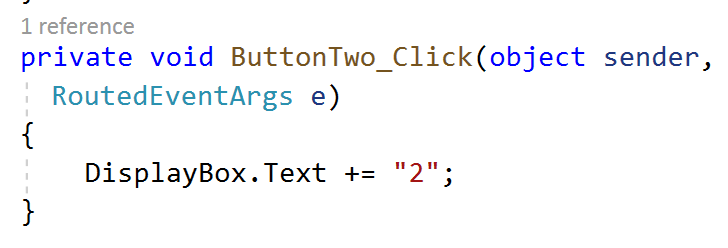 1 reference
private void ButtonTwo_Click(object sender,
RoutedEventArgs e)
{
DisplayBox.Text += "2";
}